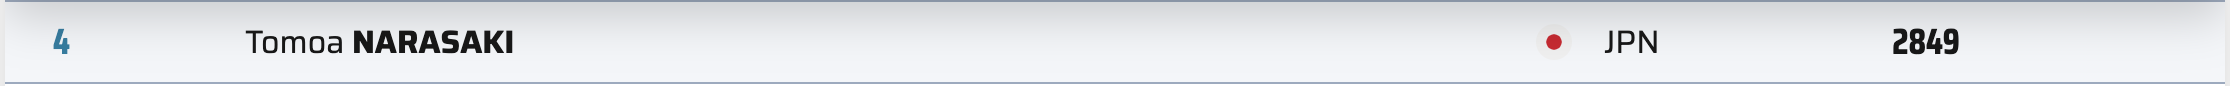 4 Tomoa NARASAKI JPN 2849